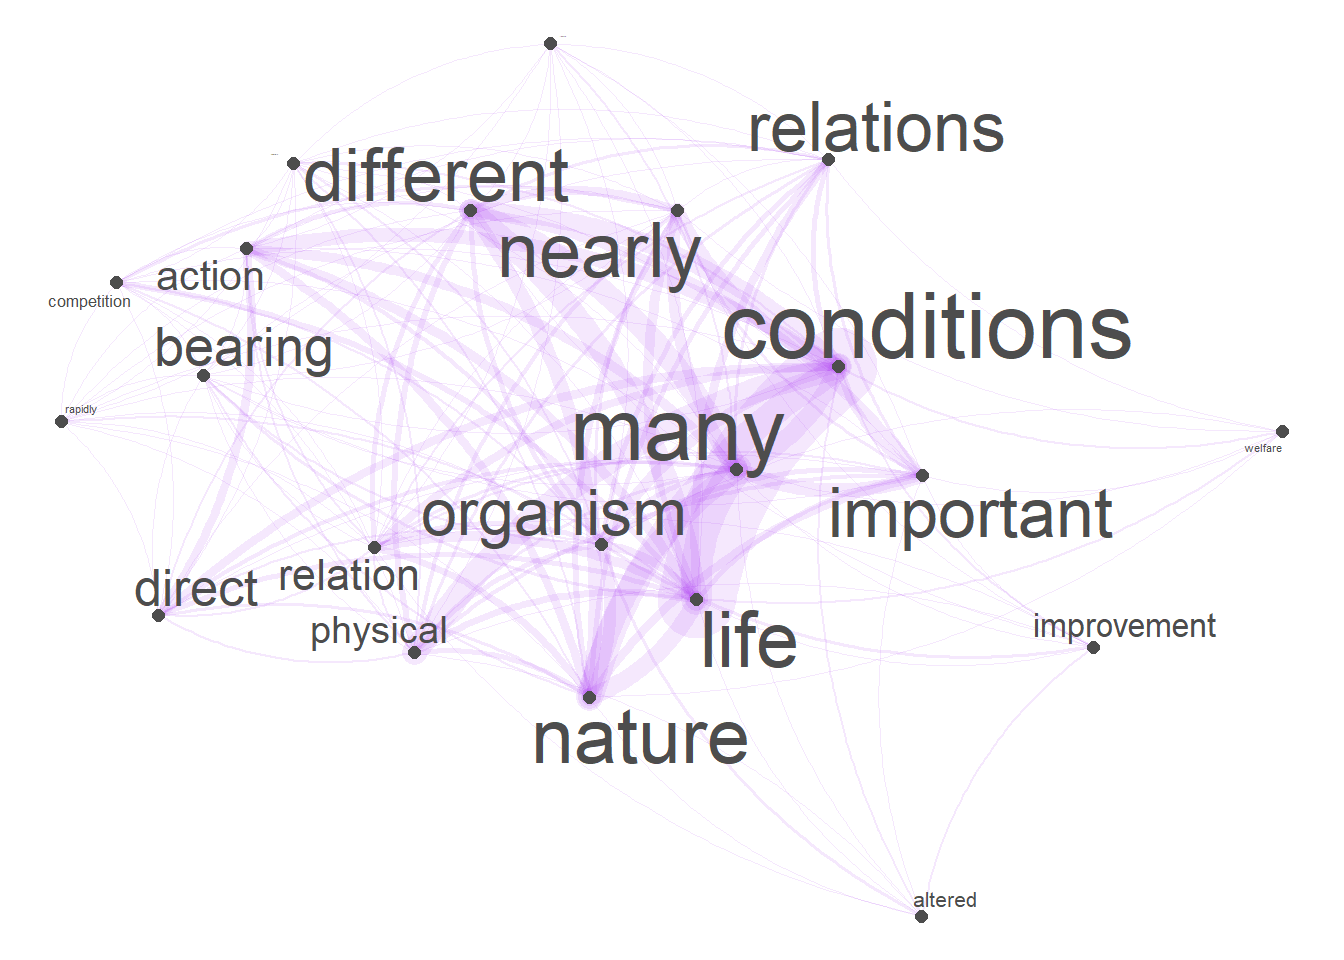 relations
different
nearly
action
competition
conditions
bearing
many
rapidly
welfare
organism
important
relation
direct
physical
life
improvement
nature
altered